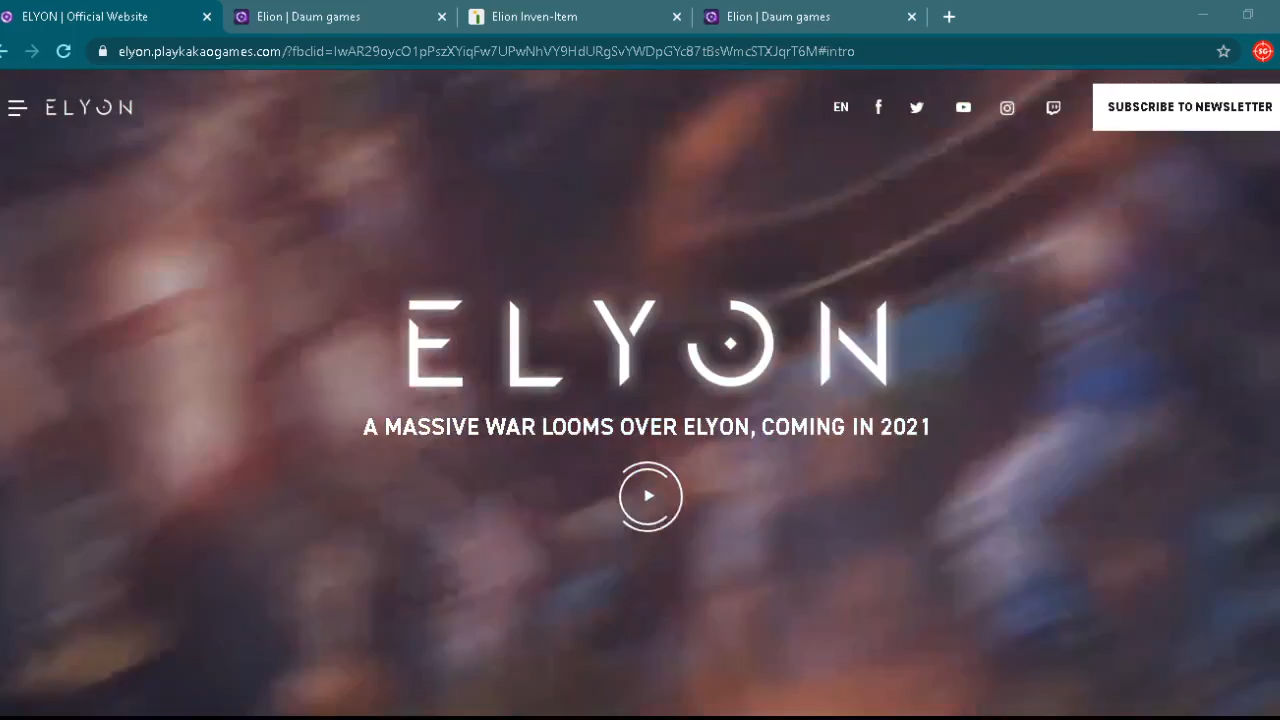 ELYON | Official Website
Elion | Daum games
Elion Inven-Item
Elion | Daum games
elyon.playkakaogames.com/?fbclid=IwAR29oycO1pPszXYiqFw7UPwNhVY9HdURgSvYWDpGYc87tBsWmcSTXJqrT6M#intro
ELYON
EN
SUBSCRIBE TO NEWSLETTER
ELYON
A MASSIVE WAR LOOMS OVER ELYON, COMING IN 2021